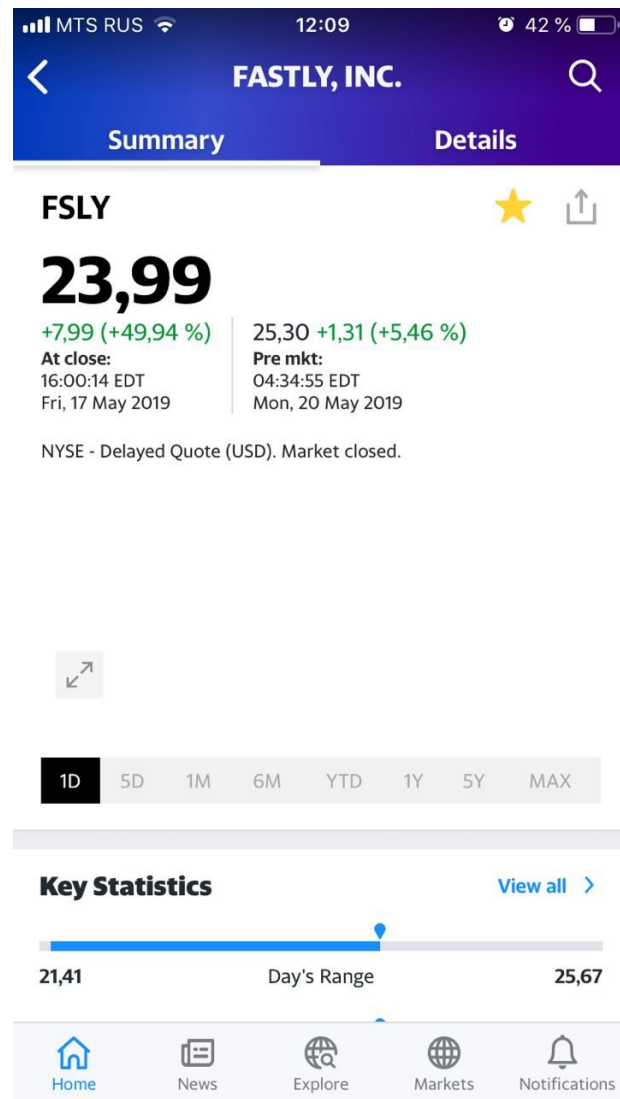 MTS RUS 12:09 42 %
FASTLY, INC.
Summary Details
FSLY
23,99
+7,99 (+49,94 %) 25,30 +1,31 (+5,46 %)
At close: Pre mkt:
16:00:14 EDT 04:34:55 EDT
Fri, 17 May 2019 Mon, 20 May 2019
NYSE - Delayed Quote (USD). Market closed.
1D 5D 1M 6M YTD 1Y 5Y MAX
Key Statistics View all
21,41 Day's Range 25,67
Home News Explore Markets Notifications